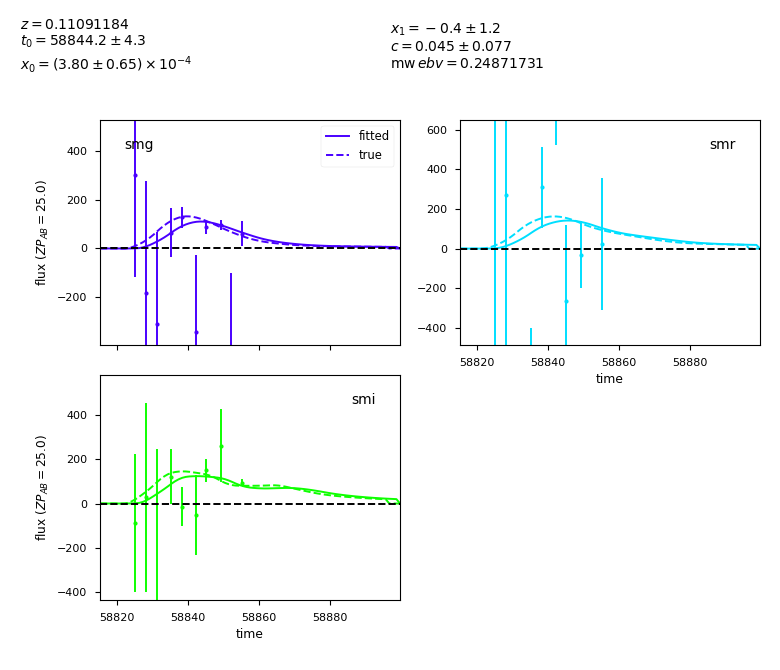 z = 0.11091184
t₀ = 58844.2 ± 4.3
x₀ = (3.80 ± 0.65) × 10⁻⁴
x₁ = −0.4 ± 1.2
c = 0.045 ± 0.077
mw ebv = 0.24871731
smg
fitted
true
400
200
0
−200
flux (ZP_AB = 25.0)
smr
600
400
200
0
−200
−400
58820 58840 58860 58880
time
smi
400
200
0
−200
−400
flux (ZP_AB = 25.0)
58820 58840 58860 58880
time